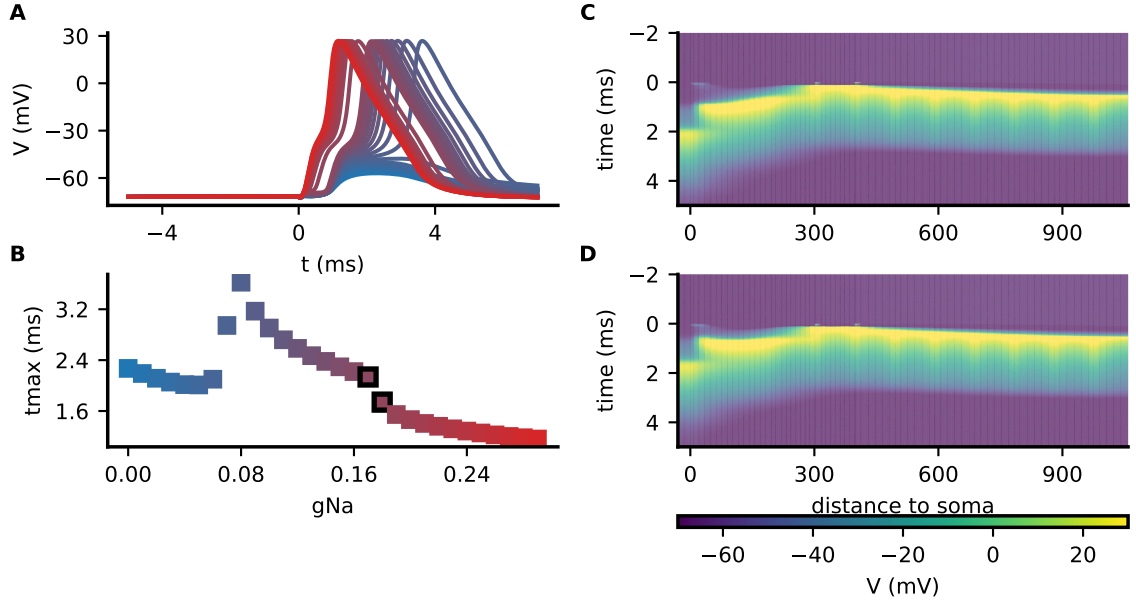 A
30
0
−30
−60
V (mV)
−4
0
4
t (ms)
B
3.2
2.4
1.6
tmax (ms)
0.00
0.08
0.16
0.24
gNa
C
−2
0
2
4
time (ms)
0
300
600
900
D
−2
0
2
4
time (ms)
0
300
600
900
distance to soma
−60
−40
−20
0
20
V (mV)